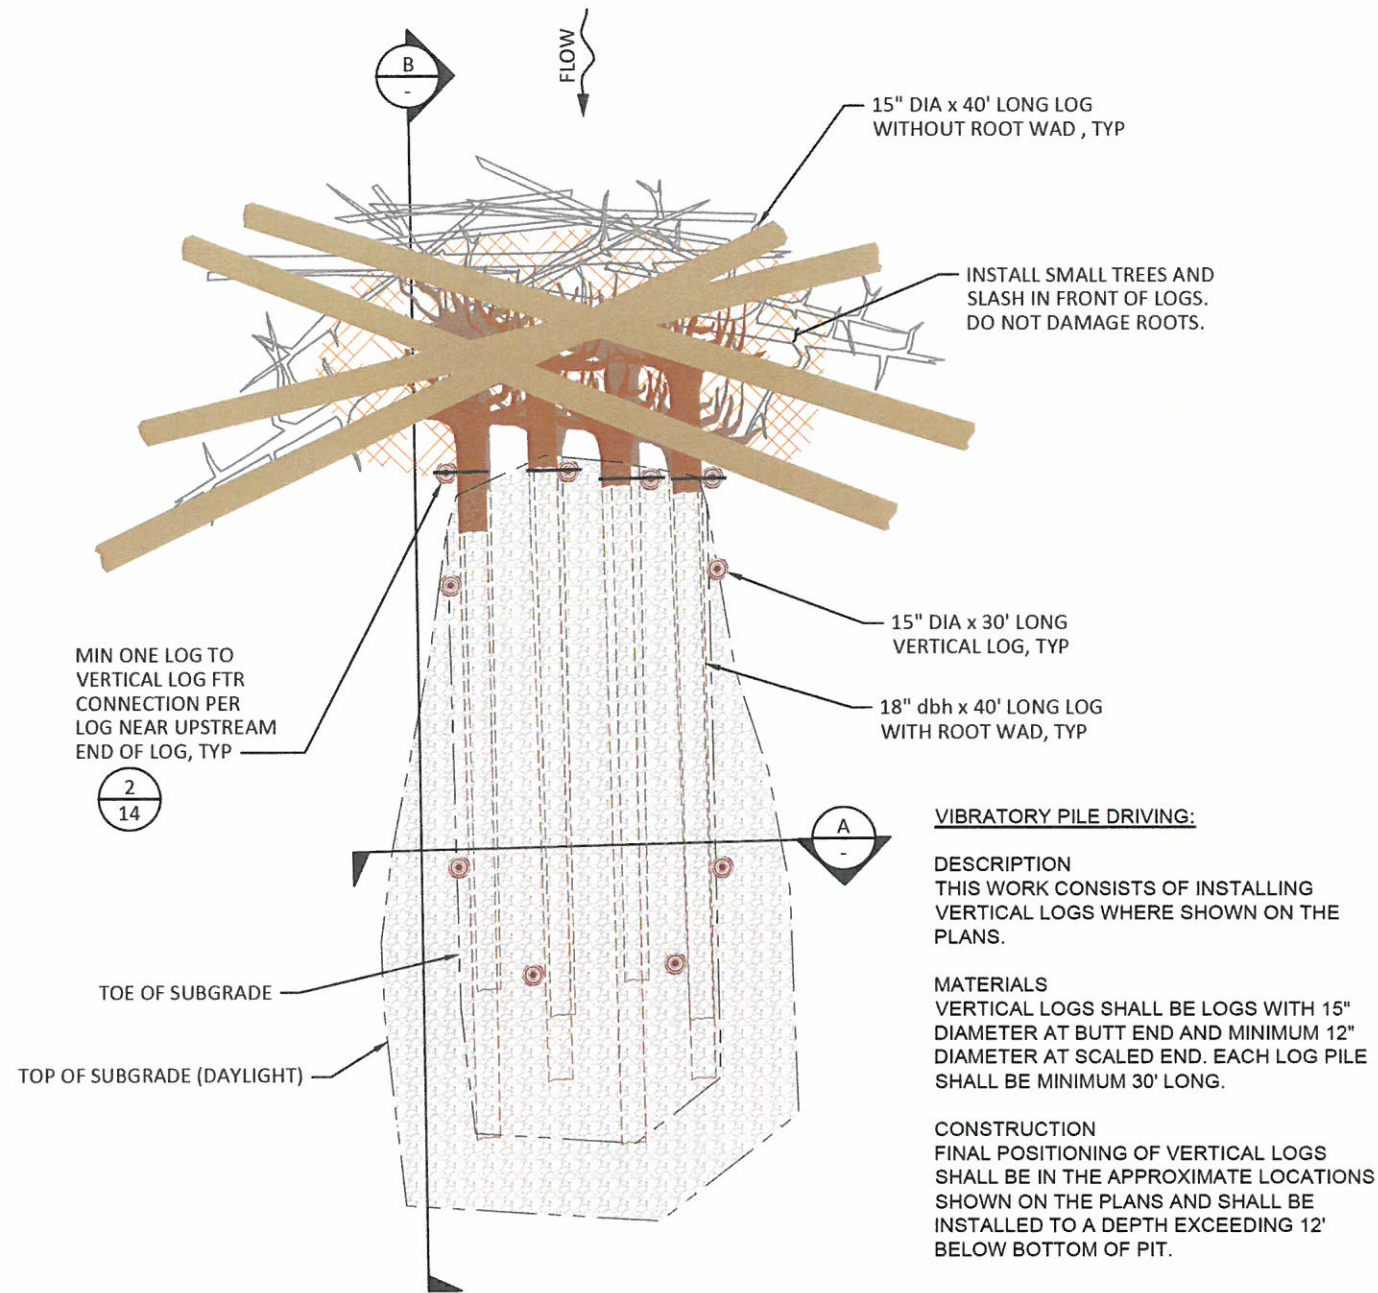 B
-
FLOW
15" DIA x 40' LONG LOG
WITHOUT ROOT WAD , TYP
INSTALL SMALL TREES AND
SLASH IN FRONT OF LOGS.
DO NOT DAMAGE ROOTS.
15" DIA x 30' LONG
VERTICAL LOG, TYP
MIN ONE LOG TO
VERTICAL LOG FTR
CONNECTION PER
LOG NEAR UPSTREAM
END OF LOG, TYP
2
14
18" dbh x 40' LONG LOG
WITH ROOT WAD, TYP
A
-
TOE OF SUBGRADE
TOP OF SUBGRADE (DAYLIGHT)
VIBRATORY PILE DRIVING:
DESCRIPTION
THIS WORK CONSISTS OF INSTALLING
VERTICAL LOGS WHERE SHOWN ON THE
PLANS.
MATERIALS
VERTICAL LOGS SHALL BE LOGS WITH 15"
DIAMETER AT BUTT END AND MINIMUM 12"
DIAMETER AT SCALED END. EACH LOG PILE
SHALL BE MINIMUM 30' LONG.
CONSTRUCTION
FINAL POSITIONING OF VERTICAL LOGS
SHALL BE IN THE APPROXIMATE LOCATIONS
SHOWN ON THE PLANS AND SHALL BE
INSTALLED TO A DEPTH EXCEEDING 12'
BELOW BOTTOM OF PIT.